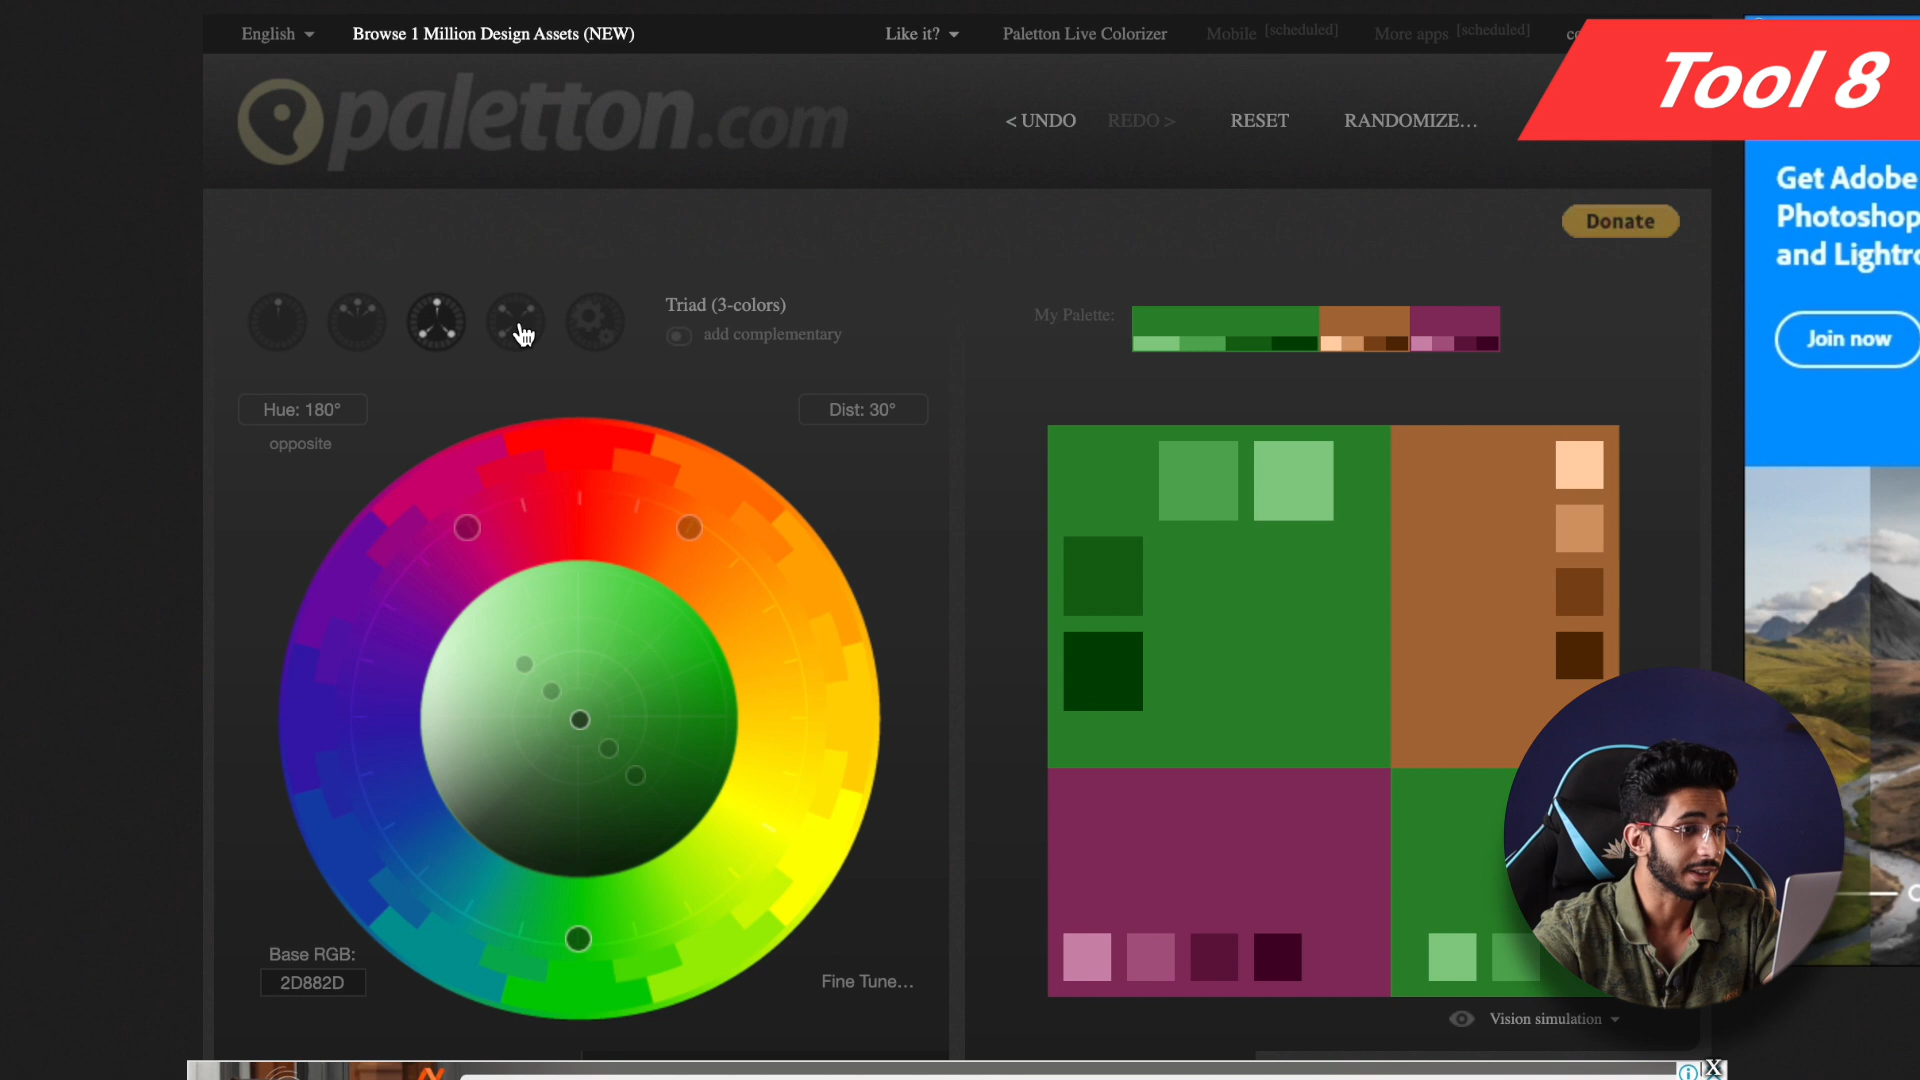 English
Browse 1 Million Design Assets (NEW)
Like it?
Paletton Live Colorizer
Mobile [scheduled]
More apps [scheduled]
Tool 8
paletton.com
< UNDO
REDO >
RESET
RANDOMIZE...
Donate
Get Adobe
Photoshop
and Lightro
Join now
Triad (3-colors)
add complementary
My Palette:
Hue: 180°
opposite
Dist: 30°
Base RGB:
2D882D
Fine Tune...
Vision simulation
X